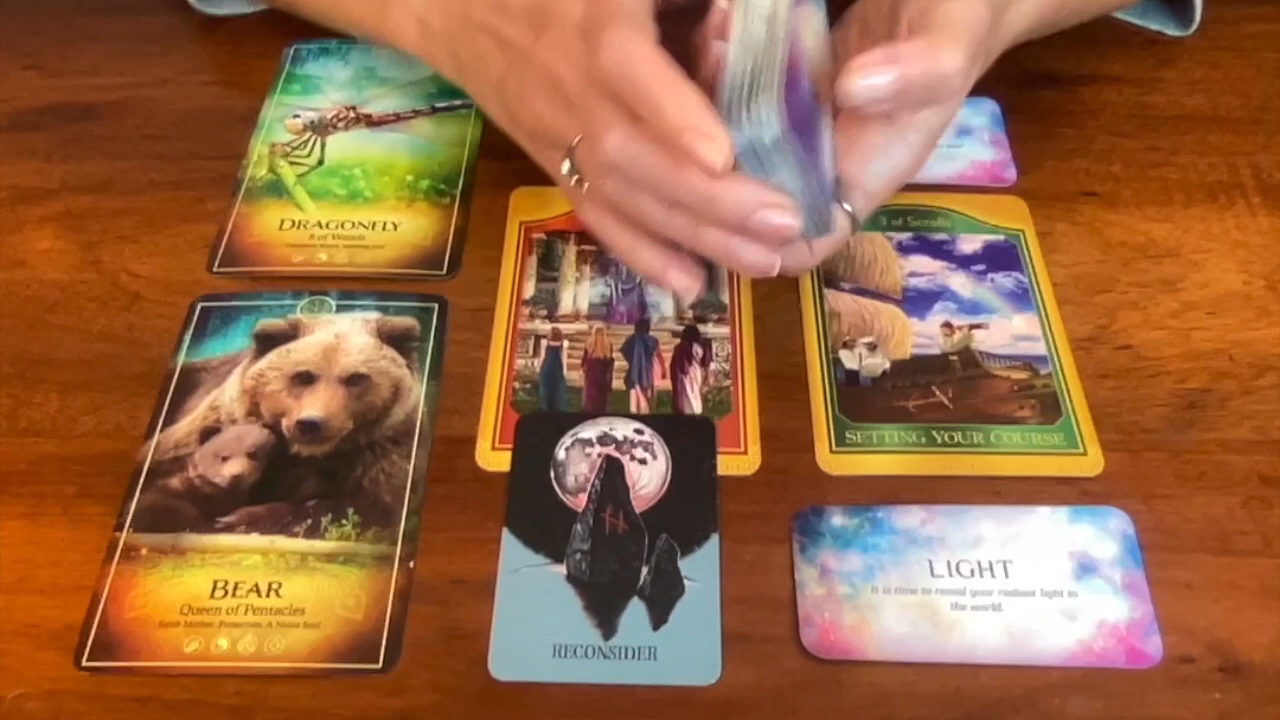 DRAGONFLY
8 of Wands
3 of Scrolls
SETTING YOUR COURSE
BEAR
Queen of Pentacles
Earth Mother, Protection, A Noble Soul
RECONSIDER
LIGHT
It is time to reveal your radiant light to
the world.